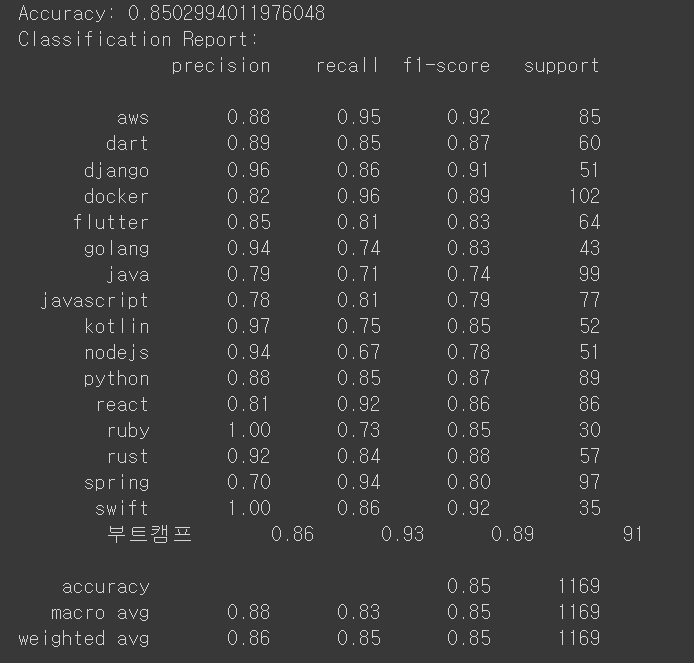 Accuracy: 0.8502994011976048
Classification Report:
precision recall f1-score support
aws 0.88 0.95 0.92 85
dart 0.89 0.85 0.87 60
django 0.96 0.86 0.91 51
docker 0.82 0.96 0.89 102
flutter 0.85 0.81 0.83 64
golang 0.94 0.74 0.83 43
java 0.79 0.71 0.74 99
javascript 0.78 0.81 0.79 77
kotlin 0.97 0.75 0.85 52
nodejs 0.94 0.67 0.78 51
python 0.88 0.85 0.87 89
react 0.81 0.92 0.86 86
ruby 1.00 0.73 0.85 30
rust 0.92 0.84 0.88 57
spring 0.70 0.94 0.80 97
swift 1.00 0.86 0.92 35
부트캠프 0.86 0.93 0.89 91
accuracy 0.85 1169
macro avg 0.88 0.83 0.85 1169
weighted avg 0.86 0.85 0.85 1169